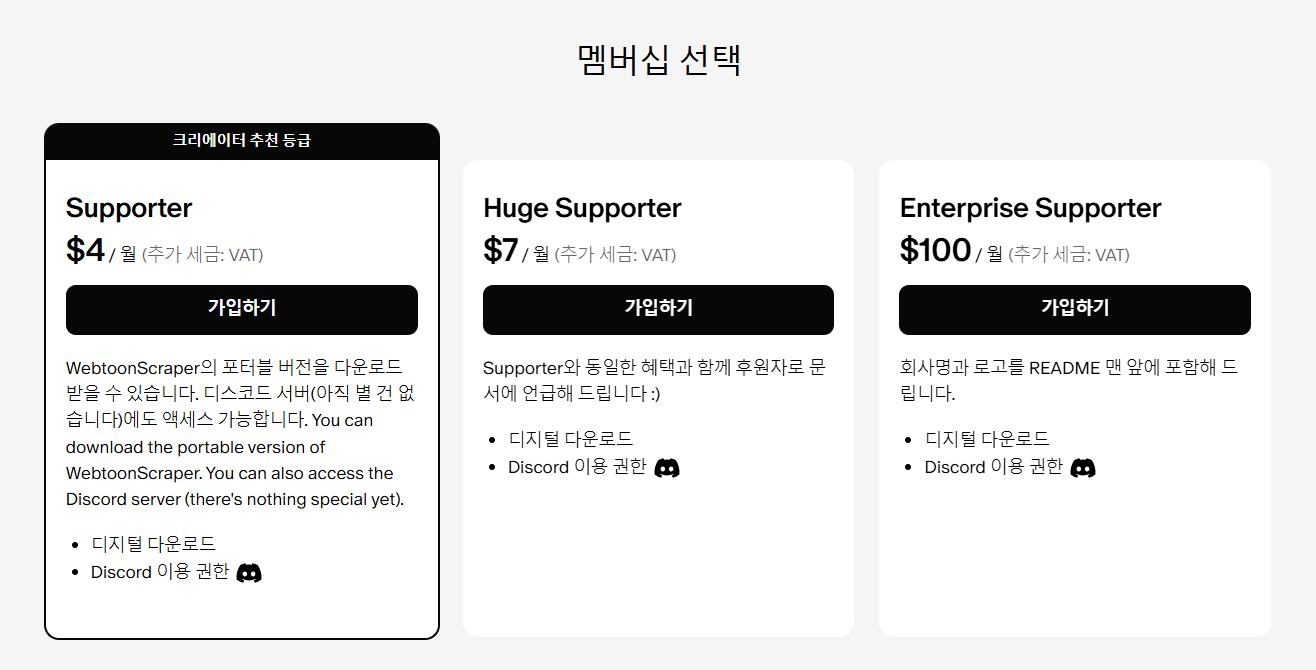 멤버십 선택
크리에이터 추천 등급
Supporter
$4 / 월 (추가 세금: VAT)
가입하기
WebtoonScraper의 포터블 버전을 다운로드
받을 수 있습니다. 디스코드 서버(아직 별 건 없
습니다)에도 액세스 가능합니다. You can
download the portable version of
WebtoonScraper. You can also access the
Discord server (there's nothing special yet).
• 디지털 다운로드
• Discord 이용 권한
Huge Supporter
$7 / 월 (추가 세금: VAT)
가입하기
Supporter와 동일한 혜택과 함께 후원자로 문
서에 언급해 드립니다 :)
• 디지털 다운로드
• Discord 이용 권한
Enterprise Supporter
$100 / 월 (추가 세금: VAT)
가입하기
회사명과 로고를 README 맨 앞에 포함해 드
립니다.
• 디지털 다운로드
• Discord 이용 권한